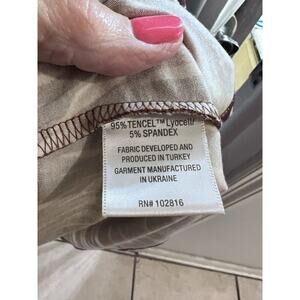 95% TENCEL™ Lyocell/
5% SPANDEX
FABRIC DEVELOPED AND
PRODUCED IN TURKEY
GARMENT MANUFACTURED
IN UKRAINE
RN# 102816